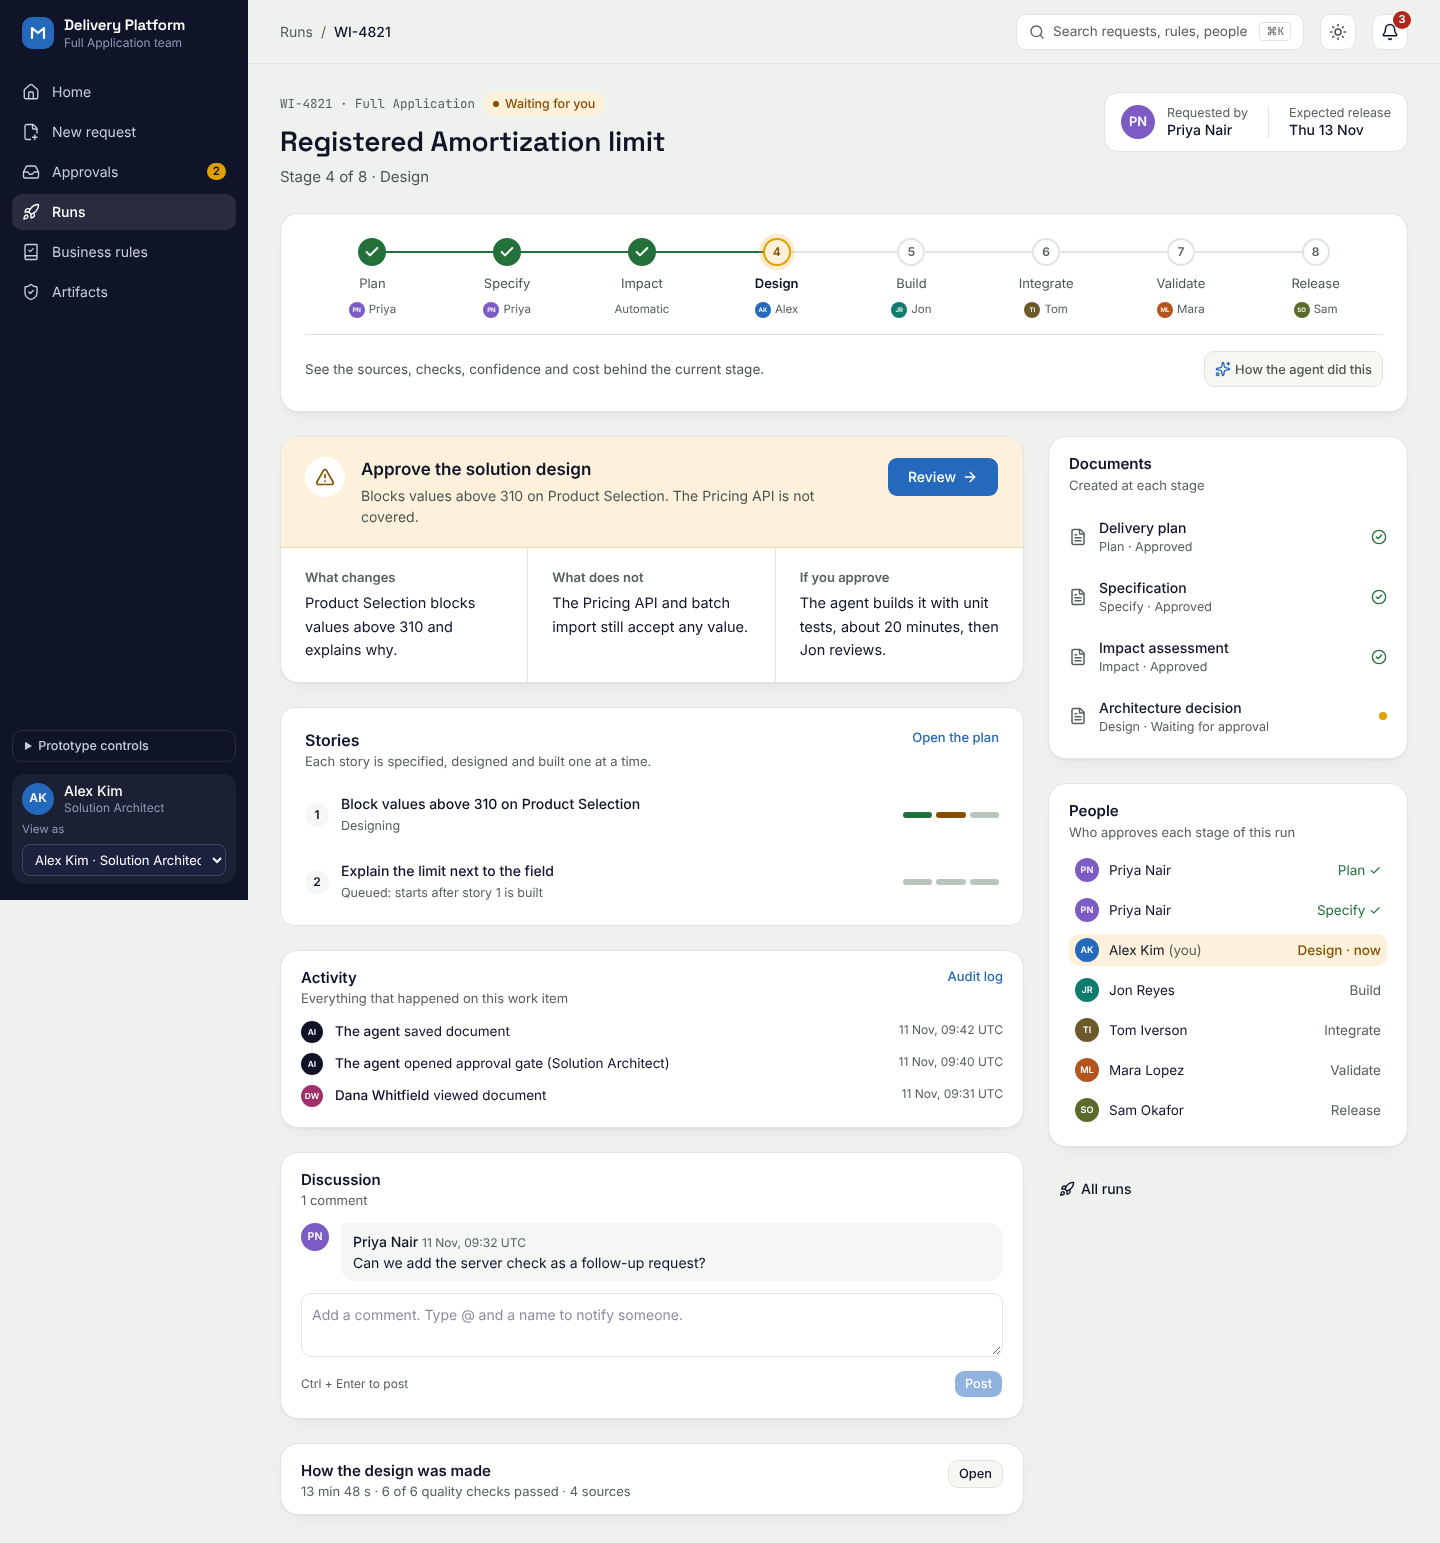 Delivery Platform
Full Application team
Home
New request
Approvals 2
Runs
Business rules
Artifacts
Prototype controls
AK Alex Kim
Solution Architect
View as
Alex Kim · Solution Architec
Runs / WI-4821
Search requests, rules, people ⌘K
3
WI-4821 · Full Application Waiting for you
Registered Amortization limit
Stage 4 of 8 · Design
PN Requested by Priya Nair
Expected release Thu 13 Nov
4 5 6 7 8
Plan Specify Impact Design Build Integrate Validate Release
PN Priya PN Priya Automatic AK Alex JR Jon TI Tom ML Mara SO Sam
See the sources, checks, confidence and cost behind the current stage.
How the agent did this
Approve the solution design
Blocks values above 310 on Product Selection. The Pricing API is not
covered.
Review
What changes
Product Selection blocks
values above 310 and
explains why.
What does not
The Pricing API and batch
import still accept any value.
If you approve
The agent builds it with unit
tests, about 20 minutes, then
Jon reviews.
Stories
Open the plan
Each story is specified, designed and built one at a time.
1 Block values above 310 on Product Selection
Designing
2 Explain the limit next to the field
Queued: starts after story 1 is built
Activity
Audit log
Everything that happened on this work item
AI The agent saved document 11 Nov, 09:42 UTC
AI The agent opened approval gate (Solution Architect) 11 Nov, 09:40 UTC
DW Dana Whitfield viewed document 11 Nov, 09:31 UTC
Discussion
1 comment
PN Priya Nair 11 Nov, 09:32 UTC
Can we add the server check as a follow-up request?
Add a comment. Type @ and a name to notify someone.
Ctrl + Enter to post
Post
How the design was made
13 min 48 s · 6 of 6 quality checks passed · 4 sources
Open
Documents
Created at each stage
Delivery plan
Plan · Approved
Specification
Specify · Approved
Impact assessment
Impact · Approved
Architecture decision
Design · Waiting for approval
People
Who approves each stage of this run
PN Priya Nair Plan ✓
PN Priya Nair Specify ✓
AK Alex Kim (you) Design · now
JR Jon Reyes Build
TI Tom Iverson Integrate
ML Mara Lopez Validate
SO Sam Okafor Release
All runs